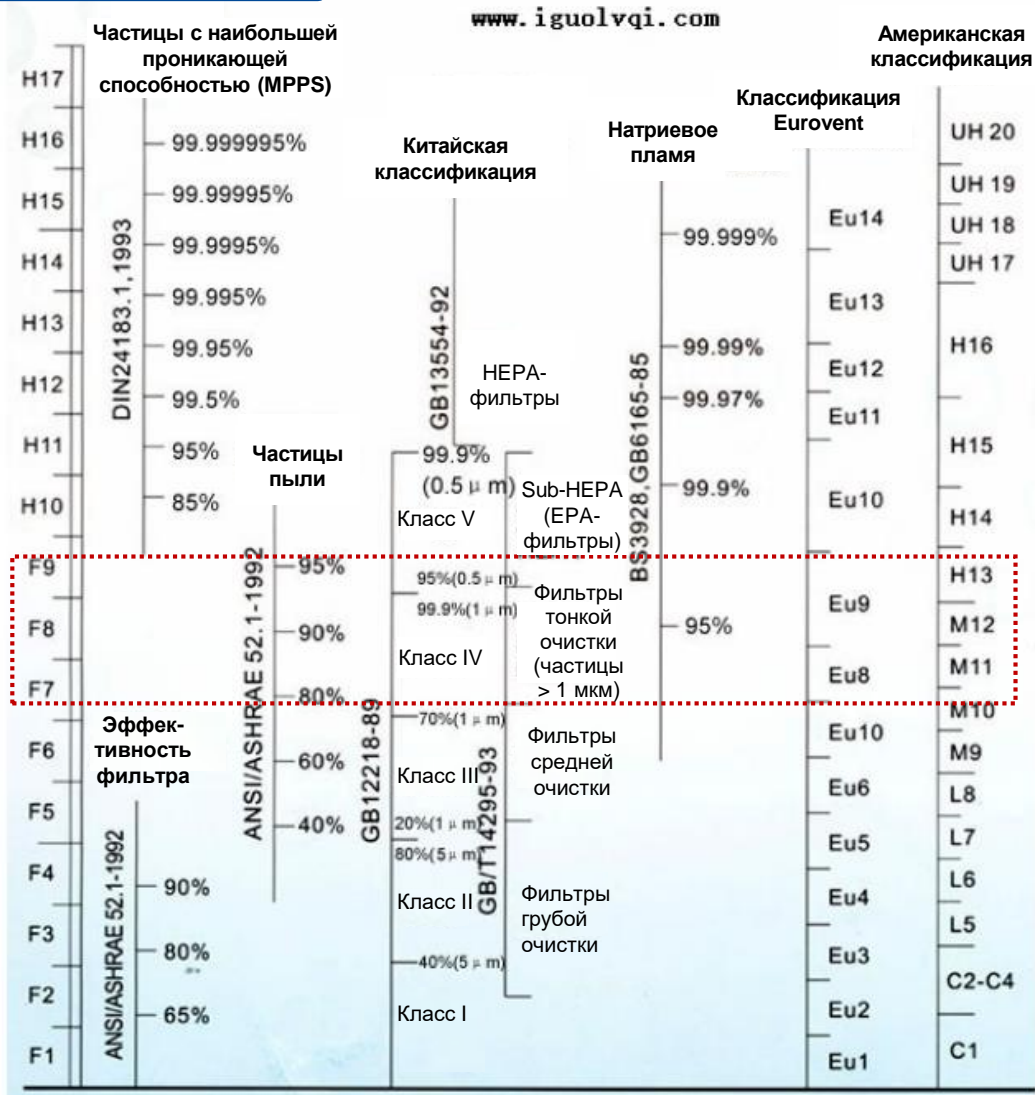 www.iguolvqi.com
Частицы с наибольшей
проникающей
способностью (MPPS)
Американская
классификация
Классификация
Eurovent
Натриевое
пламя
Китайская
классификация
H17
H16
H15
H14
H13
H12
H11
H10
F9
F8
F7
F6
F5
F4
F3
F2
F1
DIN24183.1,1993
99.999995%
99.99995%
99.9995%
99.995%
99.95%
99.5%
95%
85%
Эффек-
тивность
фильтра
ANSI/ASHRAE 52.1-1992
90%
80%
65%
Частицы
пыли
ANSI/ASHRAE 52.1-1992
95%
90%
80%
60%
40%
GB13554-92
GB12218-89
99.9%
(0.5 μ m)
Класс V
95%(0.5 μ m)
99.9%(1 μ m)
Класс IV
70%(1 μ m)
Класс III
20%(1 μ m)
80%(5 μ m)
Класс II
40%(5 μ m)
Класс I
GB/T14295-93
HEPA-
фильтры
Sub-HEPA
(EPA-
фильтры)
Фильтры
тонкой
очистки
(частицы
> 1 мкм)
Фильтры
средней
очистки
Фильтры
грубой
очистки
BS3928,GB6165-85
99.999%
99.99%
99.97%
99.9%
95%
Eu14
Eu13
Eu12
Eu11
Eu10
Eu9
Eu8
Eu10
Eu6
Eu5
Eu4
Eu3
Eu2
Eu1
UH 20
UH 19
UH 18
UH 17
H16
H15
H14
H13
M12
M11
M10
M9
L8
L7
L6
L5
C2-C4
C1